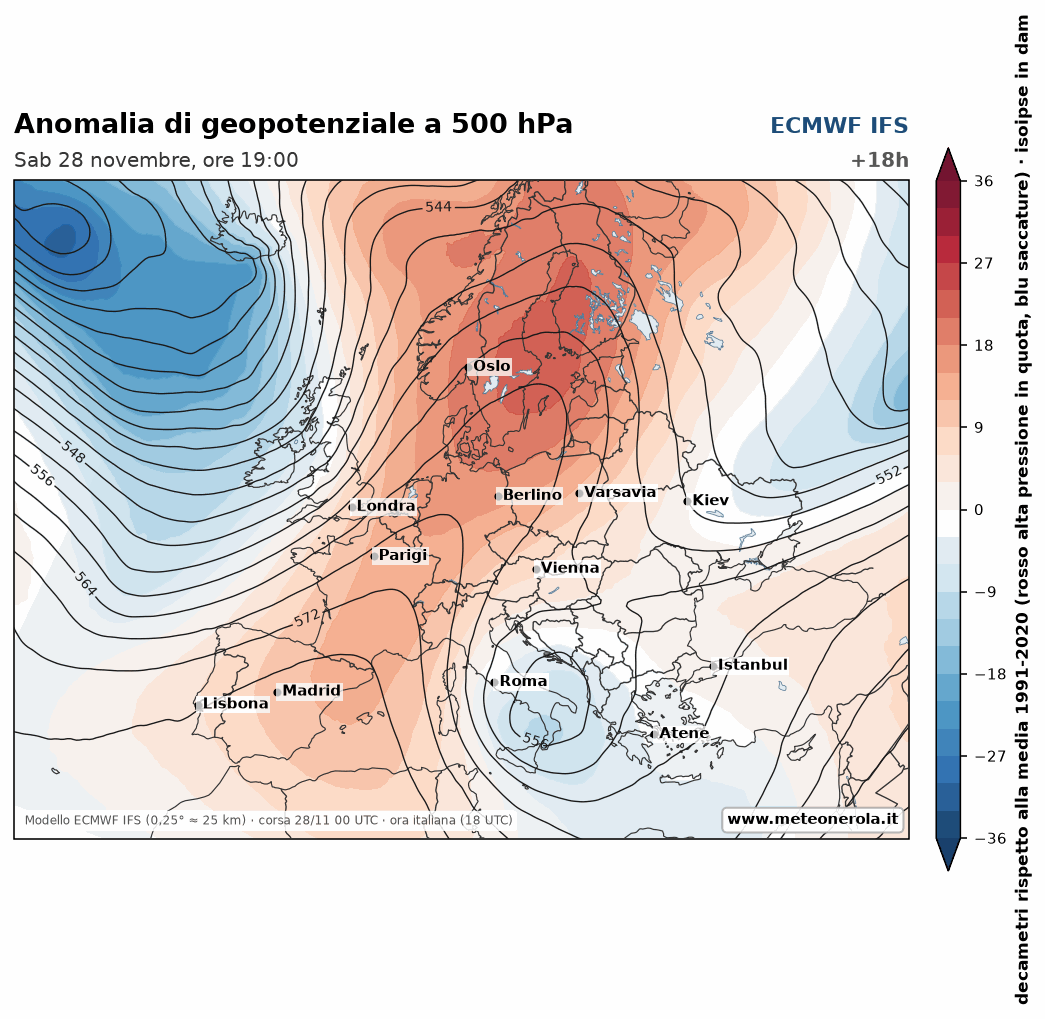 Anomalia di geopotenziale a 500 hPa
ECMWF IFS
Sab 28 novembre, ore 19:00
+18h
544
Oslo
548
556
552
Berlino
Varsavia
Kiev
Londra
Parigi
Vienna
564
572
Istanbul
Roma
Madrid
Lisbona
Atene
556
Modello ECMWF IFS (0,25° ≈ 25 km) · corsa 28/11 00 UTC · ora italiana (18 UTC)
www.meteonerola.it
36
27
18
9
0
−9
−18
−27
−36
decametri rispetto alla media 1991-2020 (rosso alta pressione in quota, blu saccature) · isoipse in dam